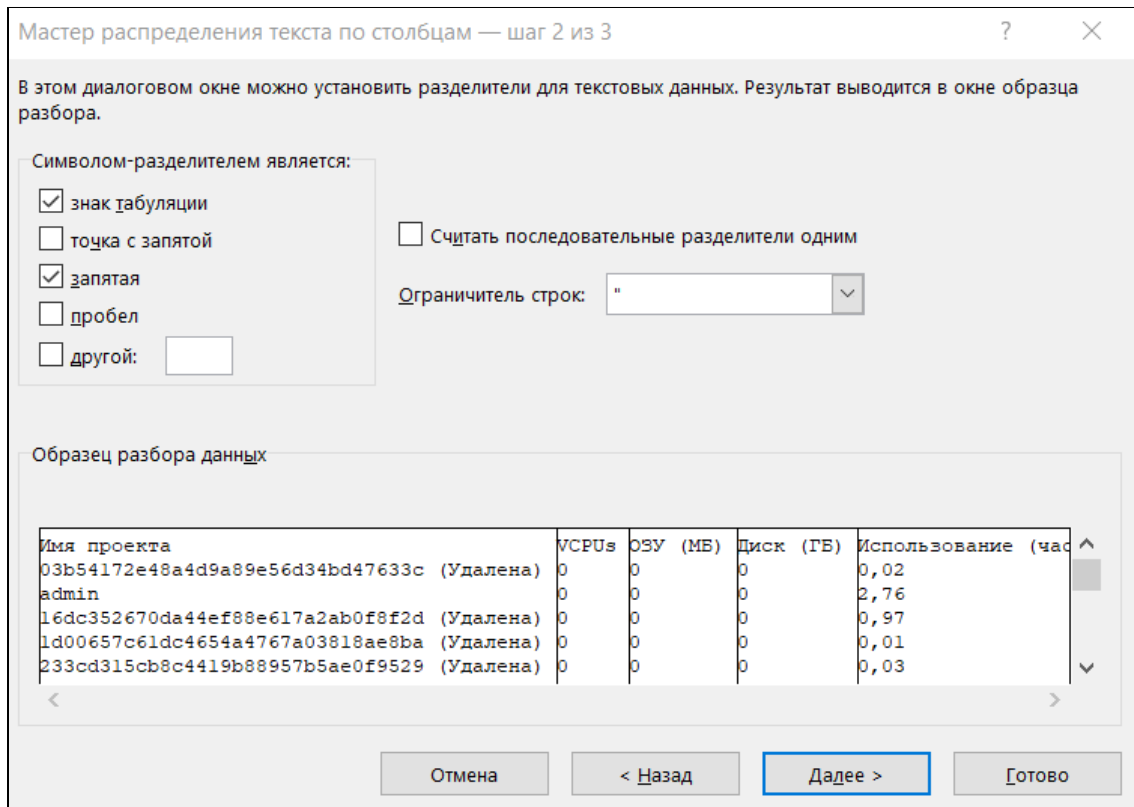 Мастер распределения текста по столбцам — шаг 2 из 3
В этом диалоговом окне можно установить разделители для текстовых данных. Результат выводится в окне образца
разбора.
Символом-разделителем является:
знак табуляции
точка с запятой
запятая
пробел
другой:
Считать последовательные разделители одним
Ограничитель строк: "
Образец разбора данных
Имя проекта VCPUs ОЗУ (МБ) Диск (ГБ) Использование (час
03b54172e48a4d9a89e56d34bd47633c (Удалена) 0 0 0 0,02
admin 0 0 0 2,76
16dc352670da44ef88e617a2ab0f8f2d (Удалена) 0 0 0 0,97
1d00657c61dc4654a4767a03818ae8ba (Удалена) 0 0 0 0,01
233cd315cb8c4419b88957b5ae0f9529 (Удалена) 0 0 0 0,03
Отмена < Назад Далее > Готово